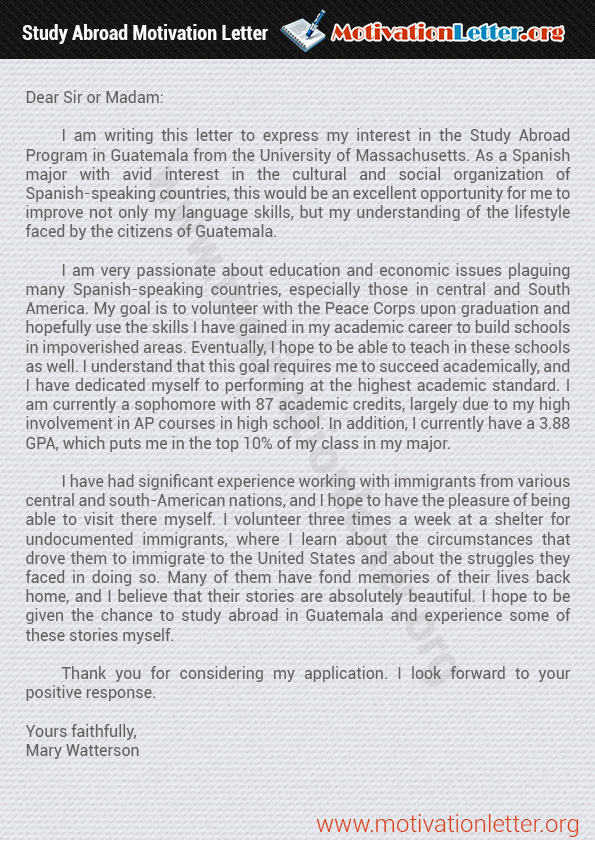 Study Abroad Motivation Letter
MotivationLetter.org
Dear Sir or Madam:
I am writing this letter to express my interest in the Study Abroad
Program in Guatemala from the University of Massachusetts. As a Spanish
major with avid interest in the cultural and social organization of
Spanish-speaking countries, this would be an excellent opportunity for me to
improve not only my language skills, but my understanding of the lifestyle
faced by the citizens of Guatemala.
I am very passionate about education and economic issues plaguing
many Spanish-speaking countries, especially those in central and South
America. My goal is to volunteer with the Peace Corps upon graduation and
hopefully use the skills I have gained in my academic career to build schools
in impoverished areas. Eventually, I hope to be able to teach in these schools
as well. I understand that this goal requires me to succeed academically, and
I have dedicated myself to performing at the highest academic standard. I
am currently a sophomore with 87 academic credits, largely due to my high
involvement in AP courses in high school. In addition, I currently have a 3.88
GPA, which puts me in the top 10% of my class in my major.
I have had significant experience working with immigrants from various
central and south-American nations, and I hope to have the pleasure of being
able to visit there myself. I volunteer three times a week at a shelter for
undocumented immigrants, where I learn about the circumstances that
drove them to immigrate to the United States and about the struggles they
faced in doing so. Many of them have fond memories of their lives back
home, and I believe that their stories are absolutely beautiful. I hope to be
given the chance to study abroad in Guatemala and experience some of
these stories myself.
Thank you for considering my application. I look forward to your
positive response.
Yours faithfully,
Mary Watterson
www.motivationletter.org
www.motivationletter.org